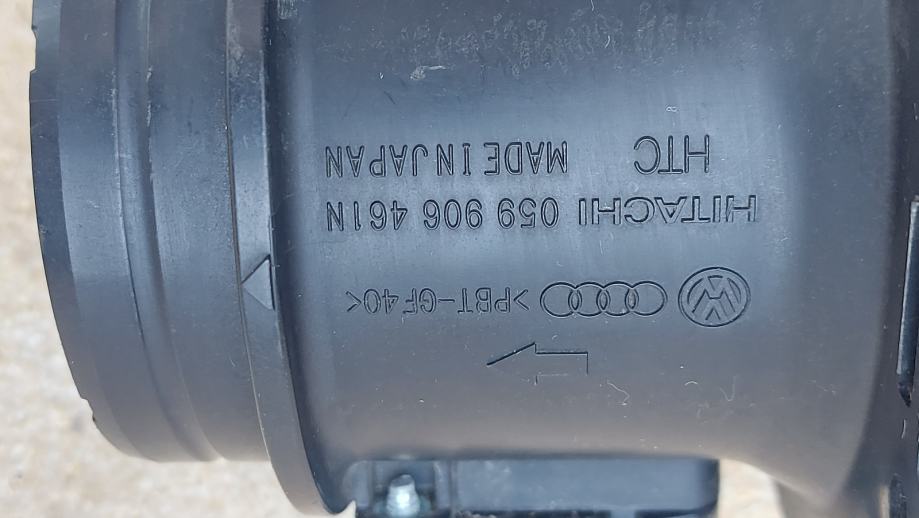 >PBT-GF40<
HITACHI 059 906 461N
HTC MADE IN JAPAN